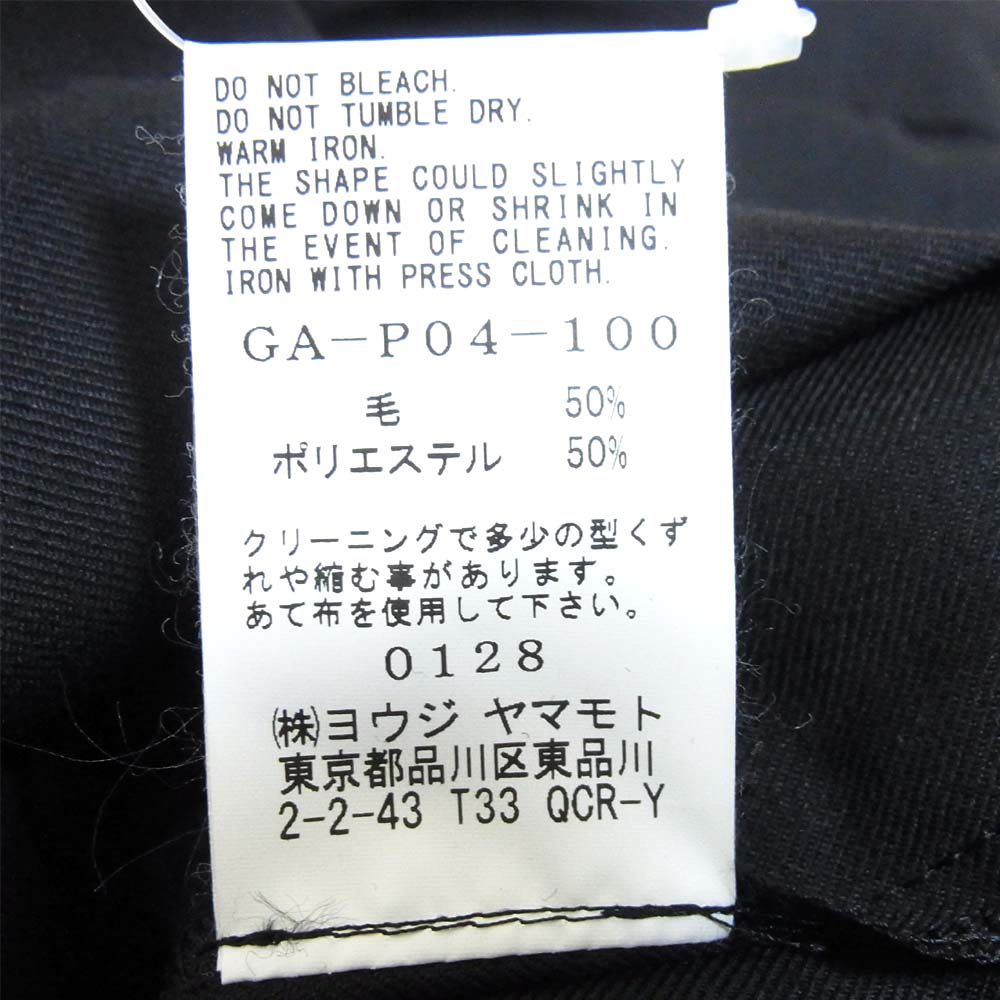 DO NOT BLEACH.
DO NOT TUMBLE DRY.
WARM IRON.
THE SHAPE COULD SLIGHTLY
COME DOWN OR SHRINK IN
THE EVENT OF CLEANING.
IRON WITH PRESS CLOTH.
GA-P04-100
毛 50%
ポリエステル 50%
クリーニングで多少の型くず
れや縮む事があります。
あて布を使用して下さい。
0128
㈱ヨウジ ヤマモト
東京都品川区東品川
2-2-43 T33 QCR-Y